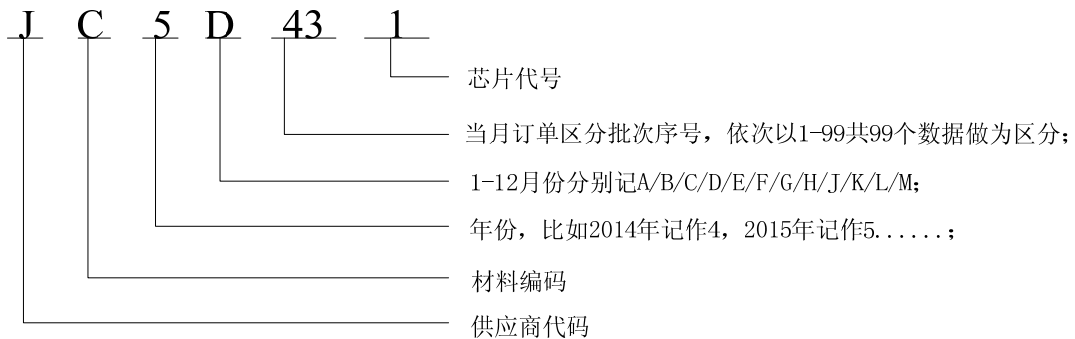 J C 5 D 43 1
芯片代号
当月订单区分批次序号，依次以1-99共99个数据做为区分；
1-12月份分别记A/B/C/D/E/F/G/H/J/K/L/M；
年份，比如2014年记作4，2015年记作5......；
材料编码
供应商代码